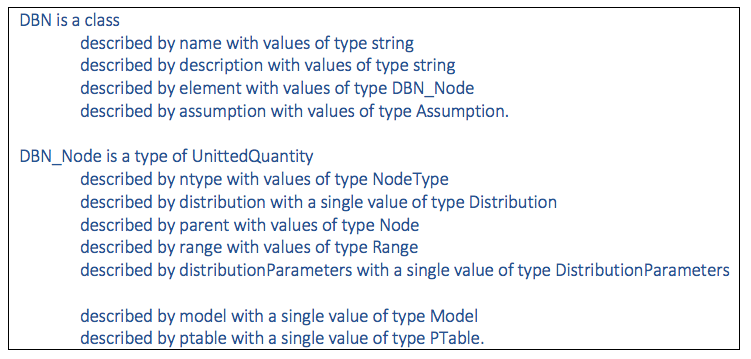 DBN is a class
described by name with values of type string
described by description with values of type string
described by element with values of type DBN_Node
described by assumption with values of type Assumption.
DBN_Node is a type of UnittedQuantity
described by ntype with values of type NodeType
described by distribution with a single value of type Distribution
described by parent with values of type Node
described by range with values of type Range
described by distributionParameters with a single value of type DistributionParameters
described by model with a single value of type Model
described by ptable with a single value of type PTable.